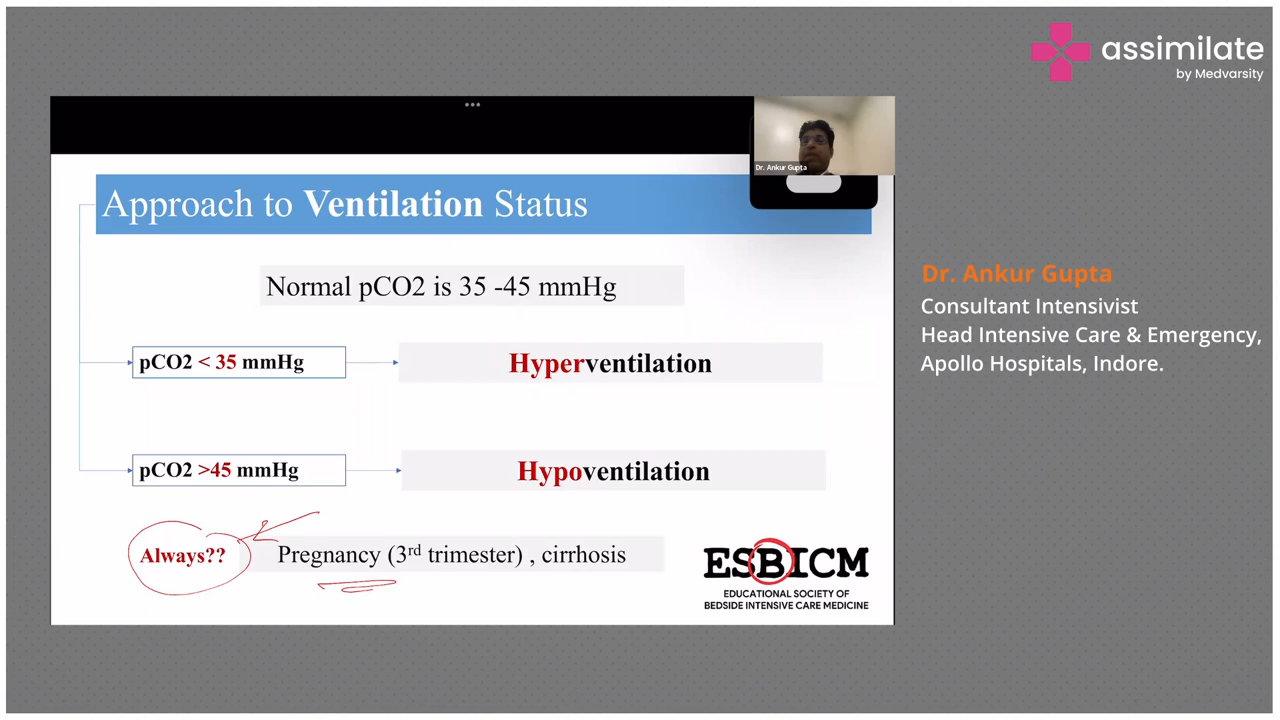 assimilate
by Medvarsity
Dr. Ankur Gupta
Approach to Ventilation Status
Normal pCO2 is 35 -45 mmHg
pCO2 < 35 mmHg
Hyperventilation
pCO2 >45 mmHg
Hypoventilation
Always??
Pregnancy (3rd trimester) , cirrhosis
ESBICM
EDUCATIONAL SOCIETY OF
BEDSIDE INTENSIVE CARE MEDICINE
Dr. Ankur Gupta
Consultant Intensivist
Head Intensive Care & Emergency,
Apollo Hospitals, Indore.